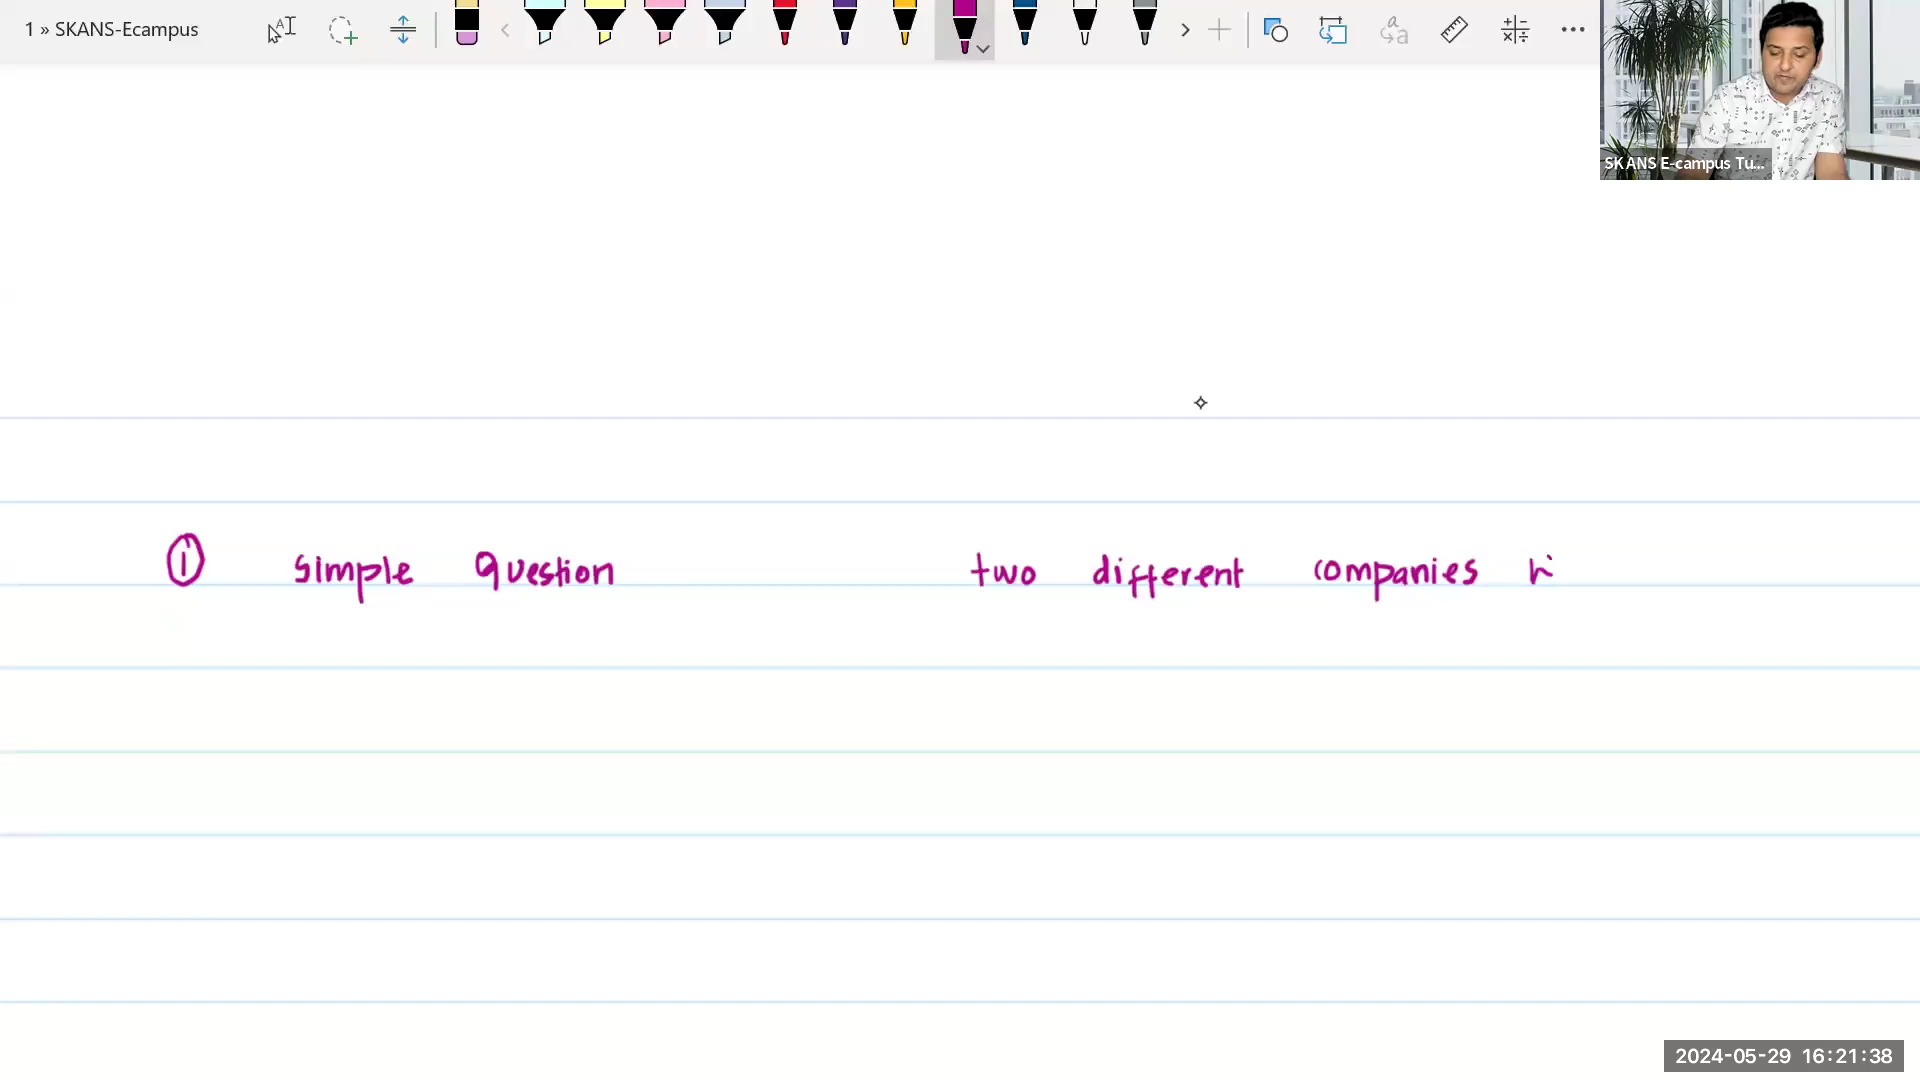 1 » SKANS-Ecampus
SKANS E-campus Tu...
① Simple Question two different companies
2024-05-29 16:21:38